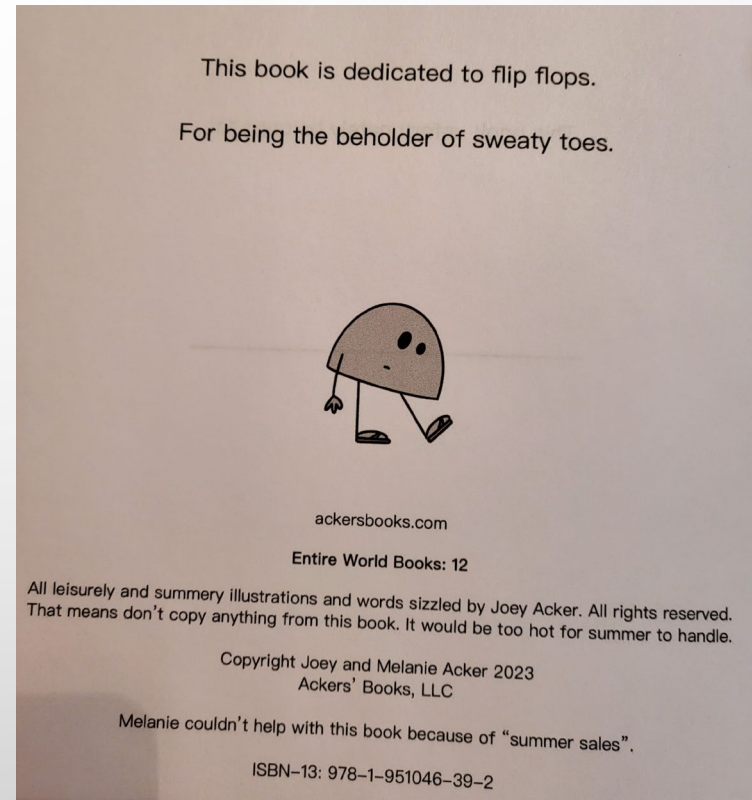 This book is dedicated to flip flops.
For being the beholder of sweaty toes.
ackersbooks.com
Entire World Books: 12
All leisurely and summery illustrations and words sizzled by Joey Acker. All rights reserved.
That means don't copy anything from this book. It would be too hot for summer to handle.
Copyright Joey and Melanie Acker 2023
Ackers' Books, LLC
Melanie couldn't help with this book because of “summer sales”.
ISBN-13: 978-1-951046-39-2